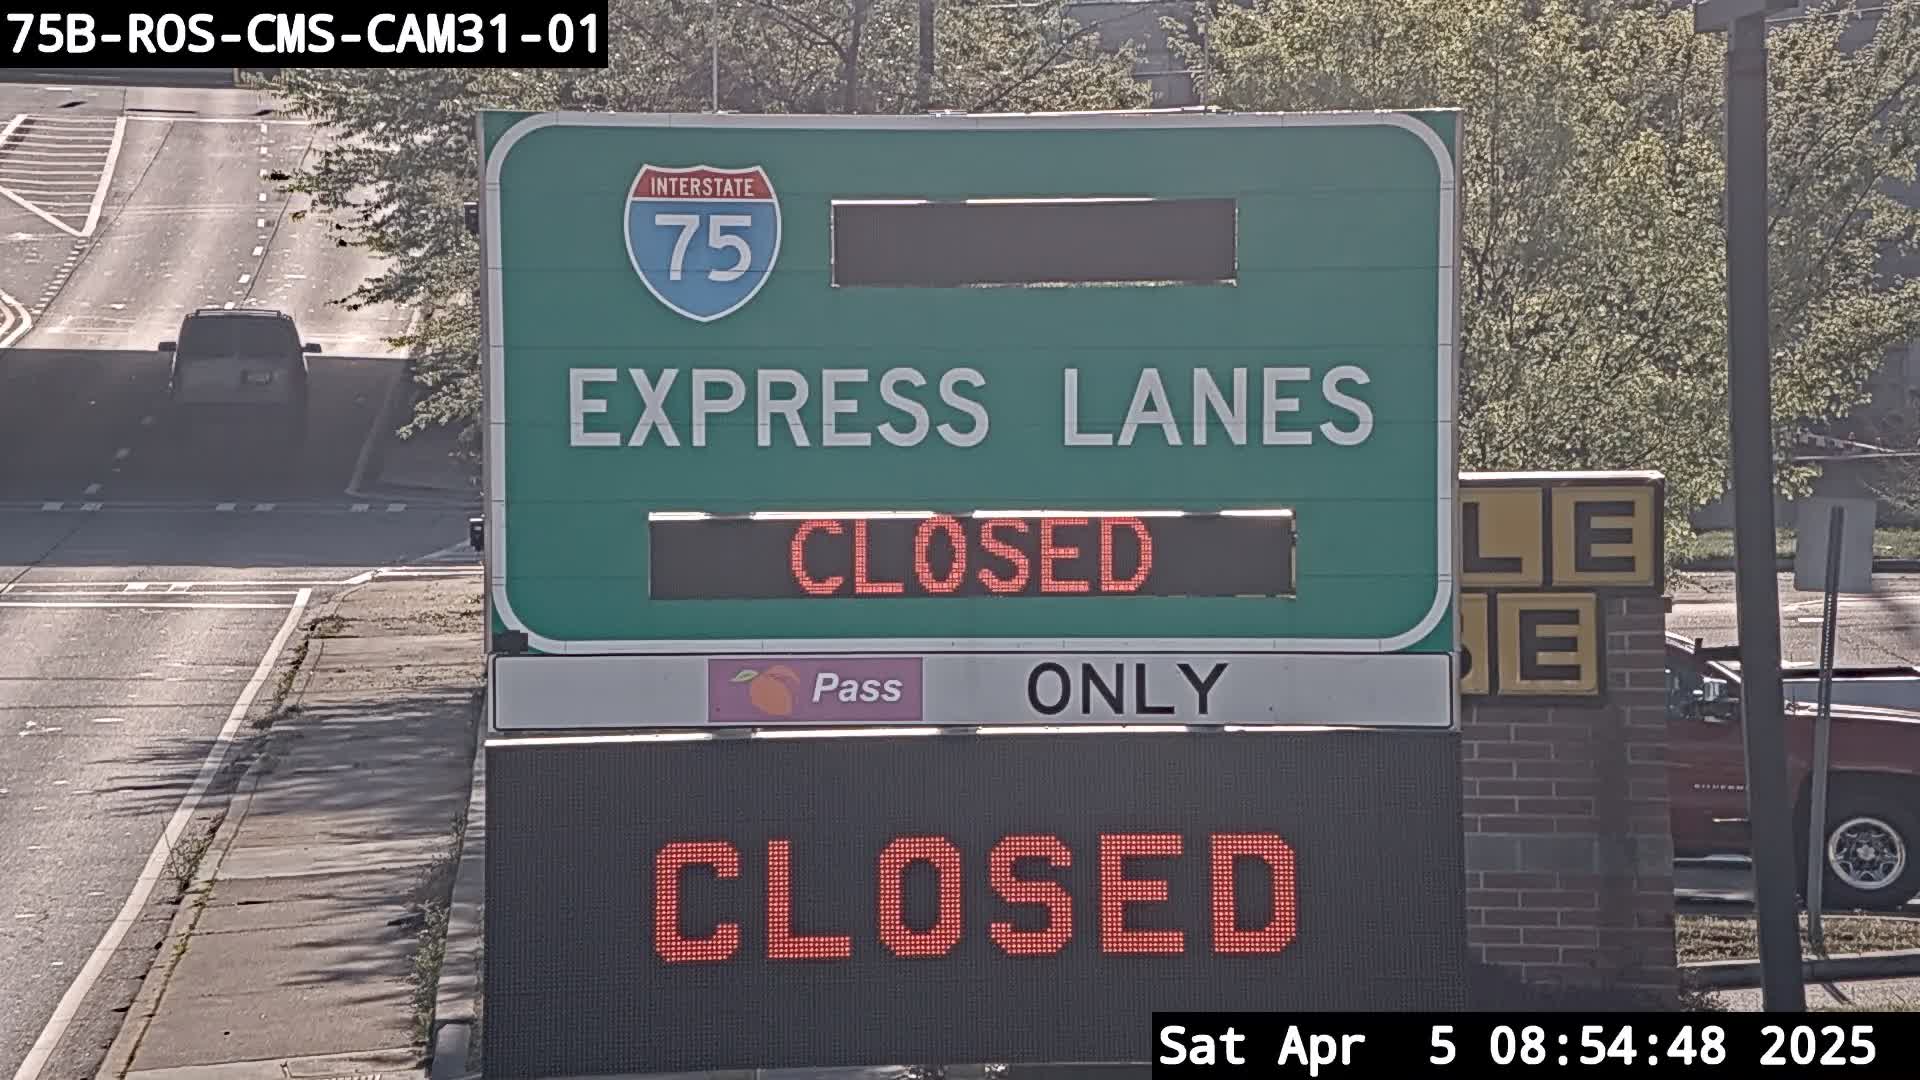 75B-ROS-CMS-CAM31-01
INTERSTATE
75
EXPRESS LANES
CLOSED
Pass ONLY
CLOSED
LE
E
Sat Apr 5 08:54:48 2025